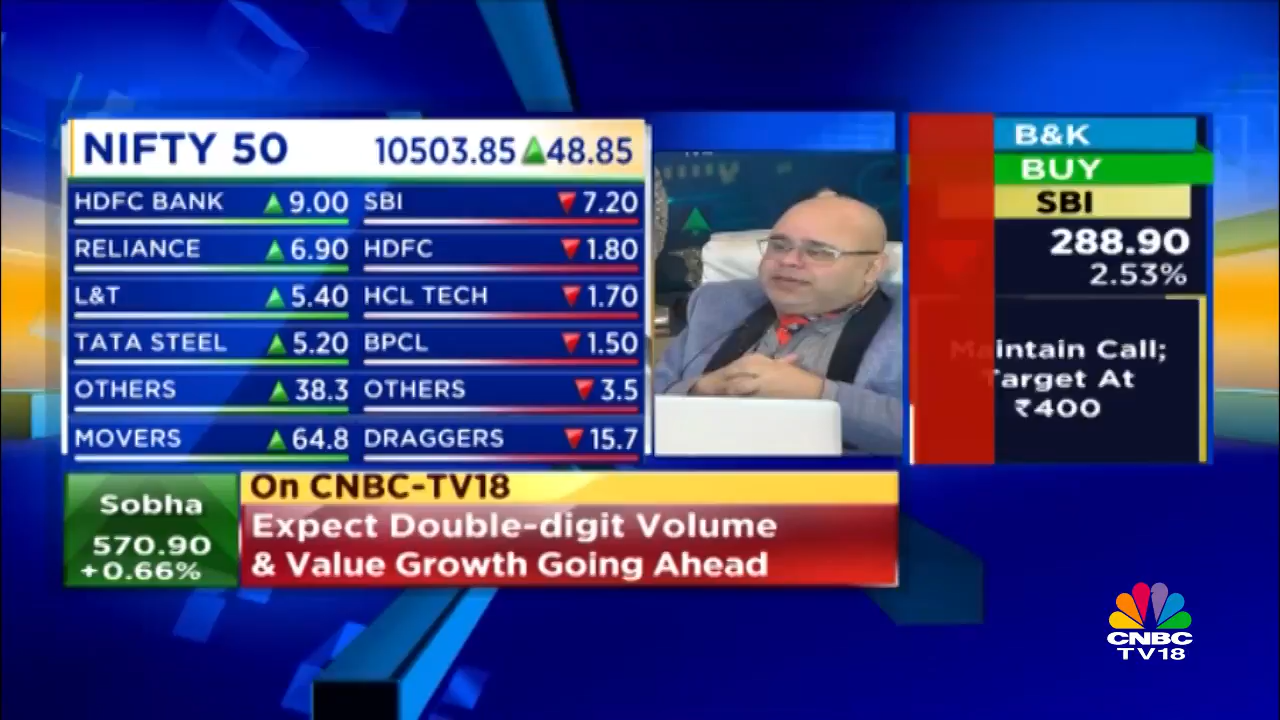 NIFTY 50 10503.85 ▲ 48.85
HDFC BANK ▲ 9.00 SBI ▼ 7.20
RELIANCE ▲ 6.90 HDFC ▼ 1.80
L&T ▲ 5.40 HCL TECH ▼ 1.70
TATA STEEL ▲ 5.20 BPCL ▼ 1.50
OTHERS ▲ 38.3 OTHERS ▼ 3.5
MOVERS ▲ 64.8 DRAGGERS ▼ 15.7
B&K
BUY
SBI
288.90
2.53%
Maintain Call;
Target At
₹400
Sobha
570.90
+0.66%
On CNBC-TV18
Expect Double-digit Volume
& Value Growth Going Ahead
CNBC
TV18